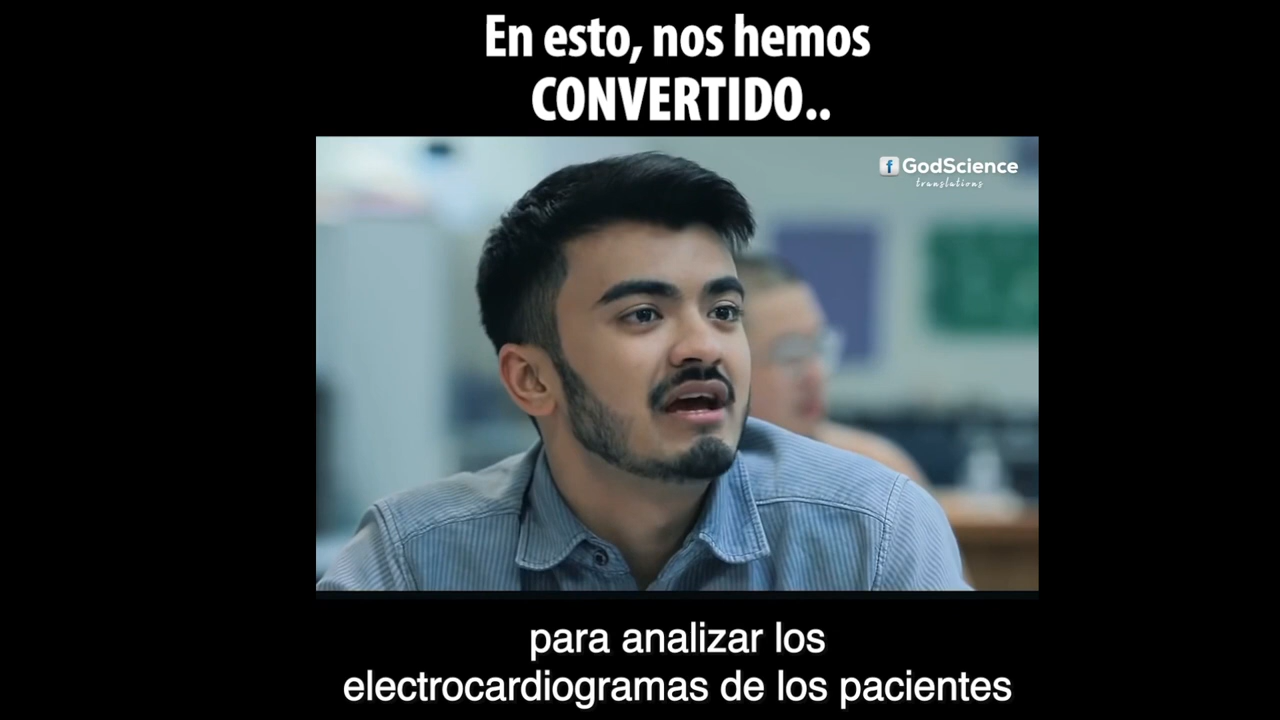 En esto, nos hemos
CONVERTIDO..
f GodScience
translations
para analizar los
electrocardiogramas de los pacientes